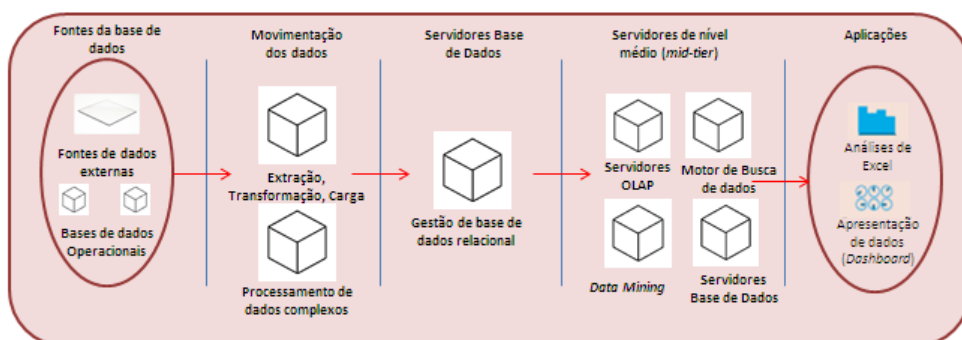 Fontes da base de
dados
Movimentação
dos dados
Servidores Base
de Dados
Servidores de nível
médio (mid-tier)
Aplicações
Fontes de dados
externas
Bases de dados
Operacionais
Extração,
Transformação, Carga
Processamento de
dados complexos
Gestão de base de
dados relacional
Servidores
OLAP
Motor de Busca
de dados
Data Mining
Servidores
Base de Dados
Análises de
Excel
Apresentação
de dados
(Dashboard)